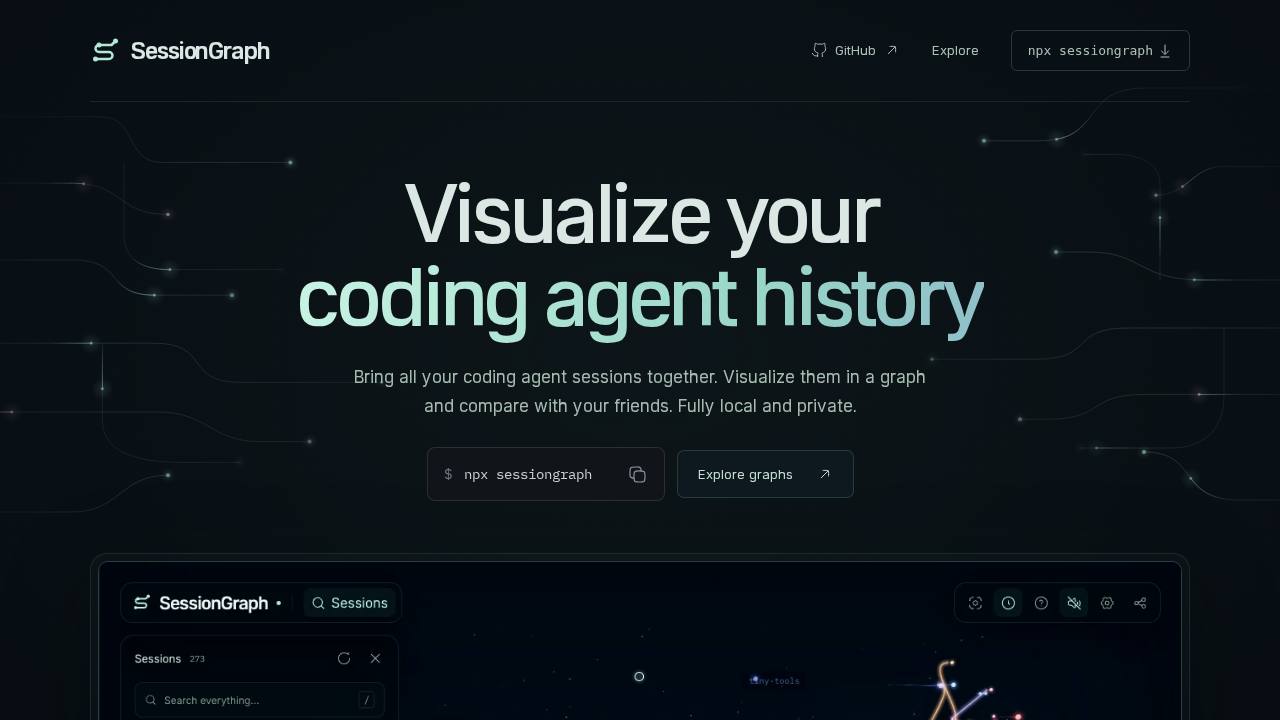 SessionGraph
GitHub
Explore
npx sessiongraph
Visualize your
coding agent history
Bring all your coding agent sessions together. Visualize them in a graph
and compare with your friends. Fully local and private.
$ npx sessiongraph
Explore graphs
SessionGraph
Sessions
Sessions 273
Search everything... /
tiny-tools